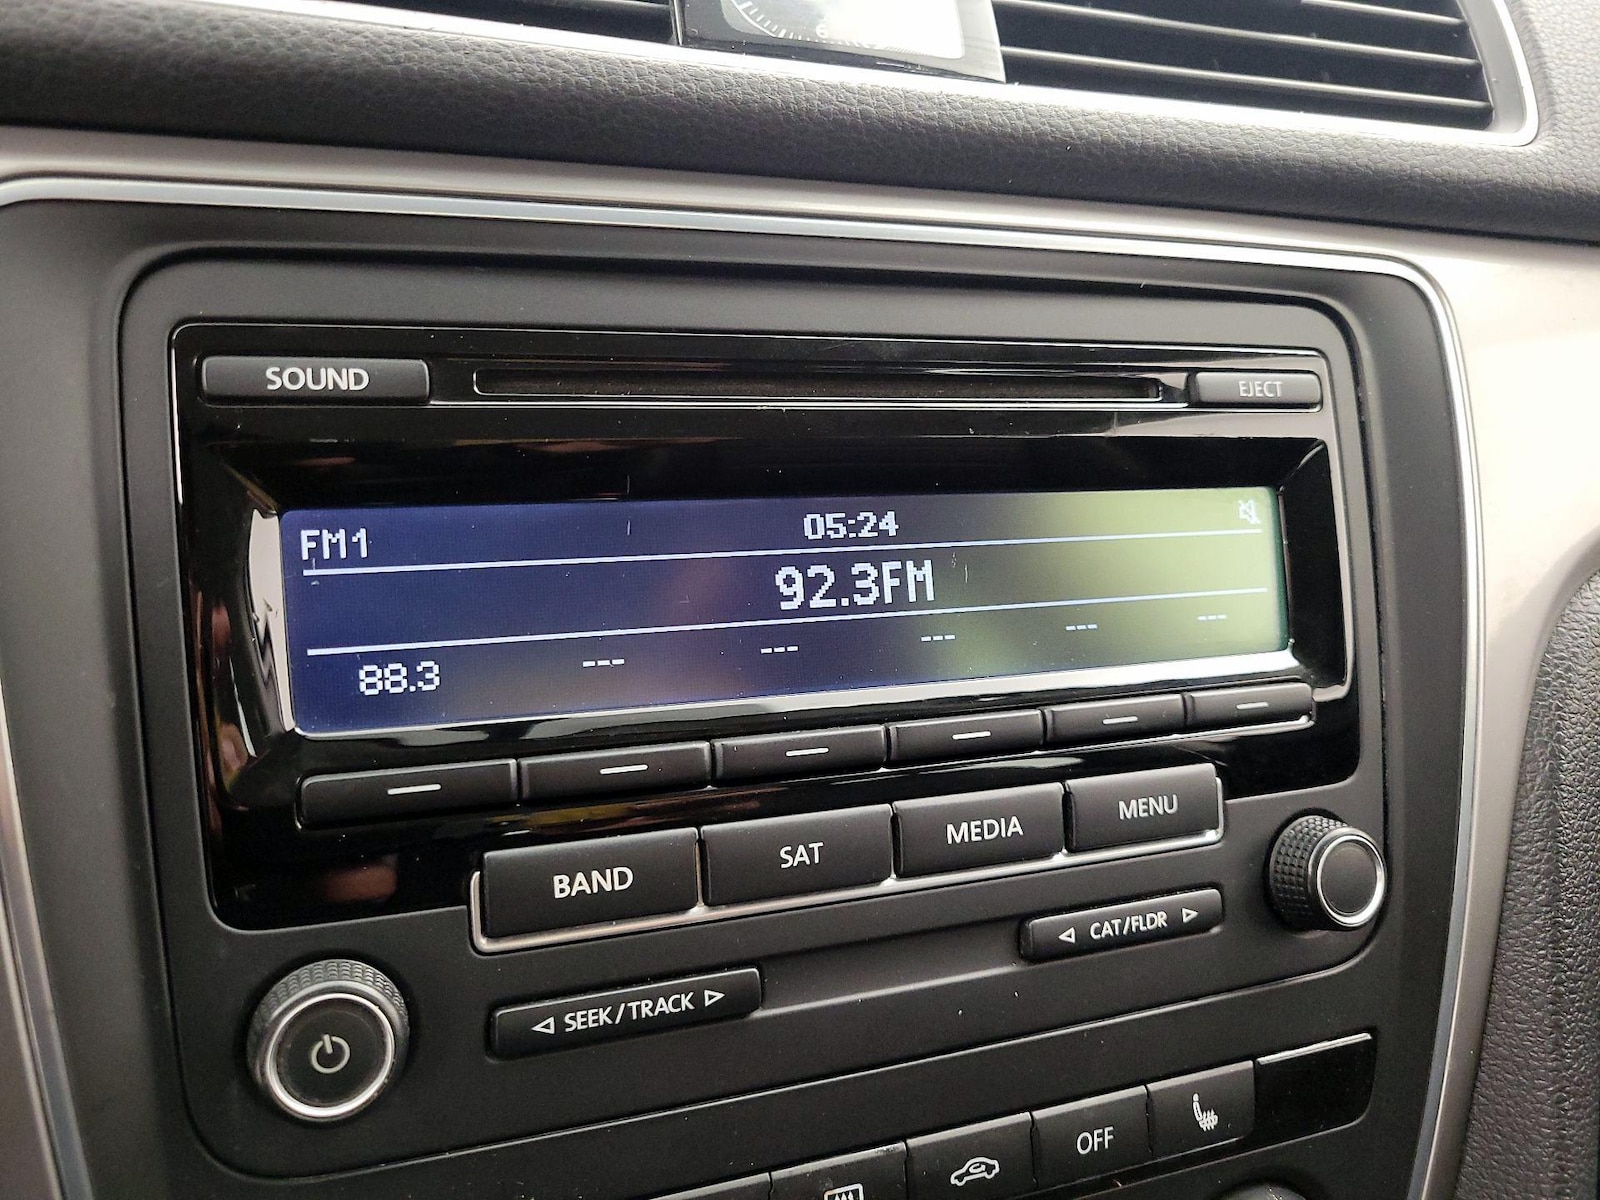 SOUND
EJECT
FM1 05:24
92.3FM
88.3 --- --- --- --- ---
BAND SAT MEDIA MENU
CAT/FLDR
SEEK/TRACK
OFF